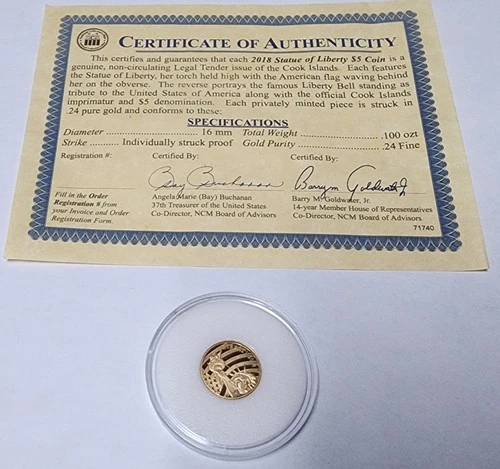 CERTIFICATE OF AUTHENTICITY
This certifies and guarantees that each 2018 Statue of Liberty $5 Coin is a
genuine, non-circulating Legal Tender issue of the Cook Islands. Each features
the Statue of Liberty, her torch held high with the American flag waving behind
her on the obverse. The reverse portrays the famous Liberty Bell standing as
tribute to the United States of America along with the official Cook Islands
imprimatur and $5 denomination. Each privately minted piece is struck in
.24 pure gold and conforms to these:
SPECIFICATIONS
Diameter ........................ 16 mm Total Weight ........................ .100 ozt
Strike .......... Individually struck proof Gold Purity ........................ .24 Fine
Registration #: Certified By: Certified By:
Bay Buchanan Barry M Goldwater Jr
Fill in the Order
Registration # from
your Invoice and Order
Registration Form.
Angela Marie (Bay) Buchanan
37th Treasurer of the United States
Co-Director, NCM Board of Advisors
Barry M. Goldwater, Jr.
14-year Member House of Representatives
Co-Director, NCM Board of Advisors
71740